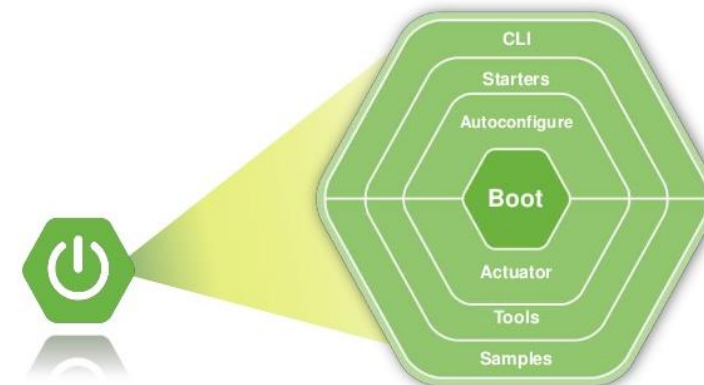 CLI
Starters
Autoconfigure
Boot
Actuator
Tools
Samples